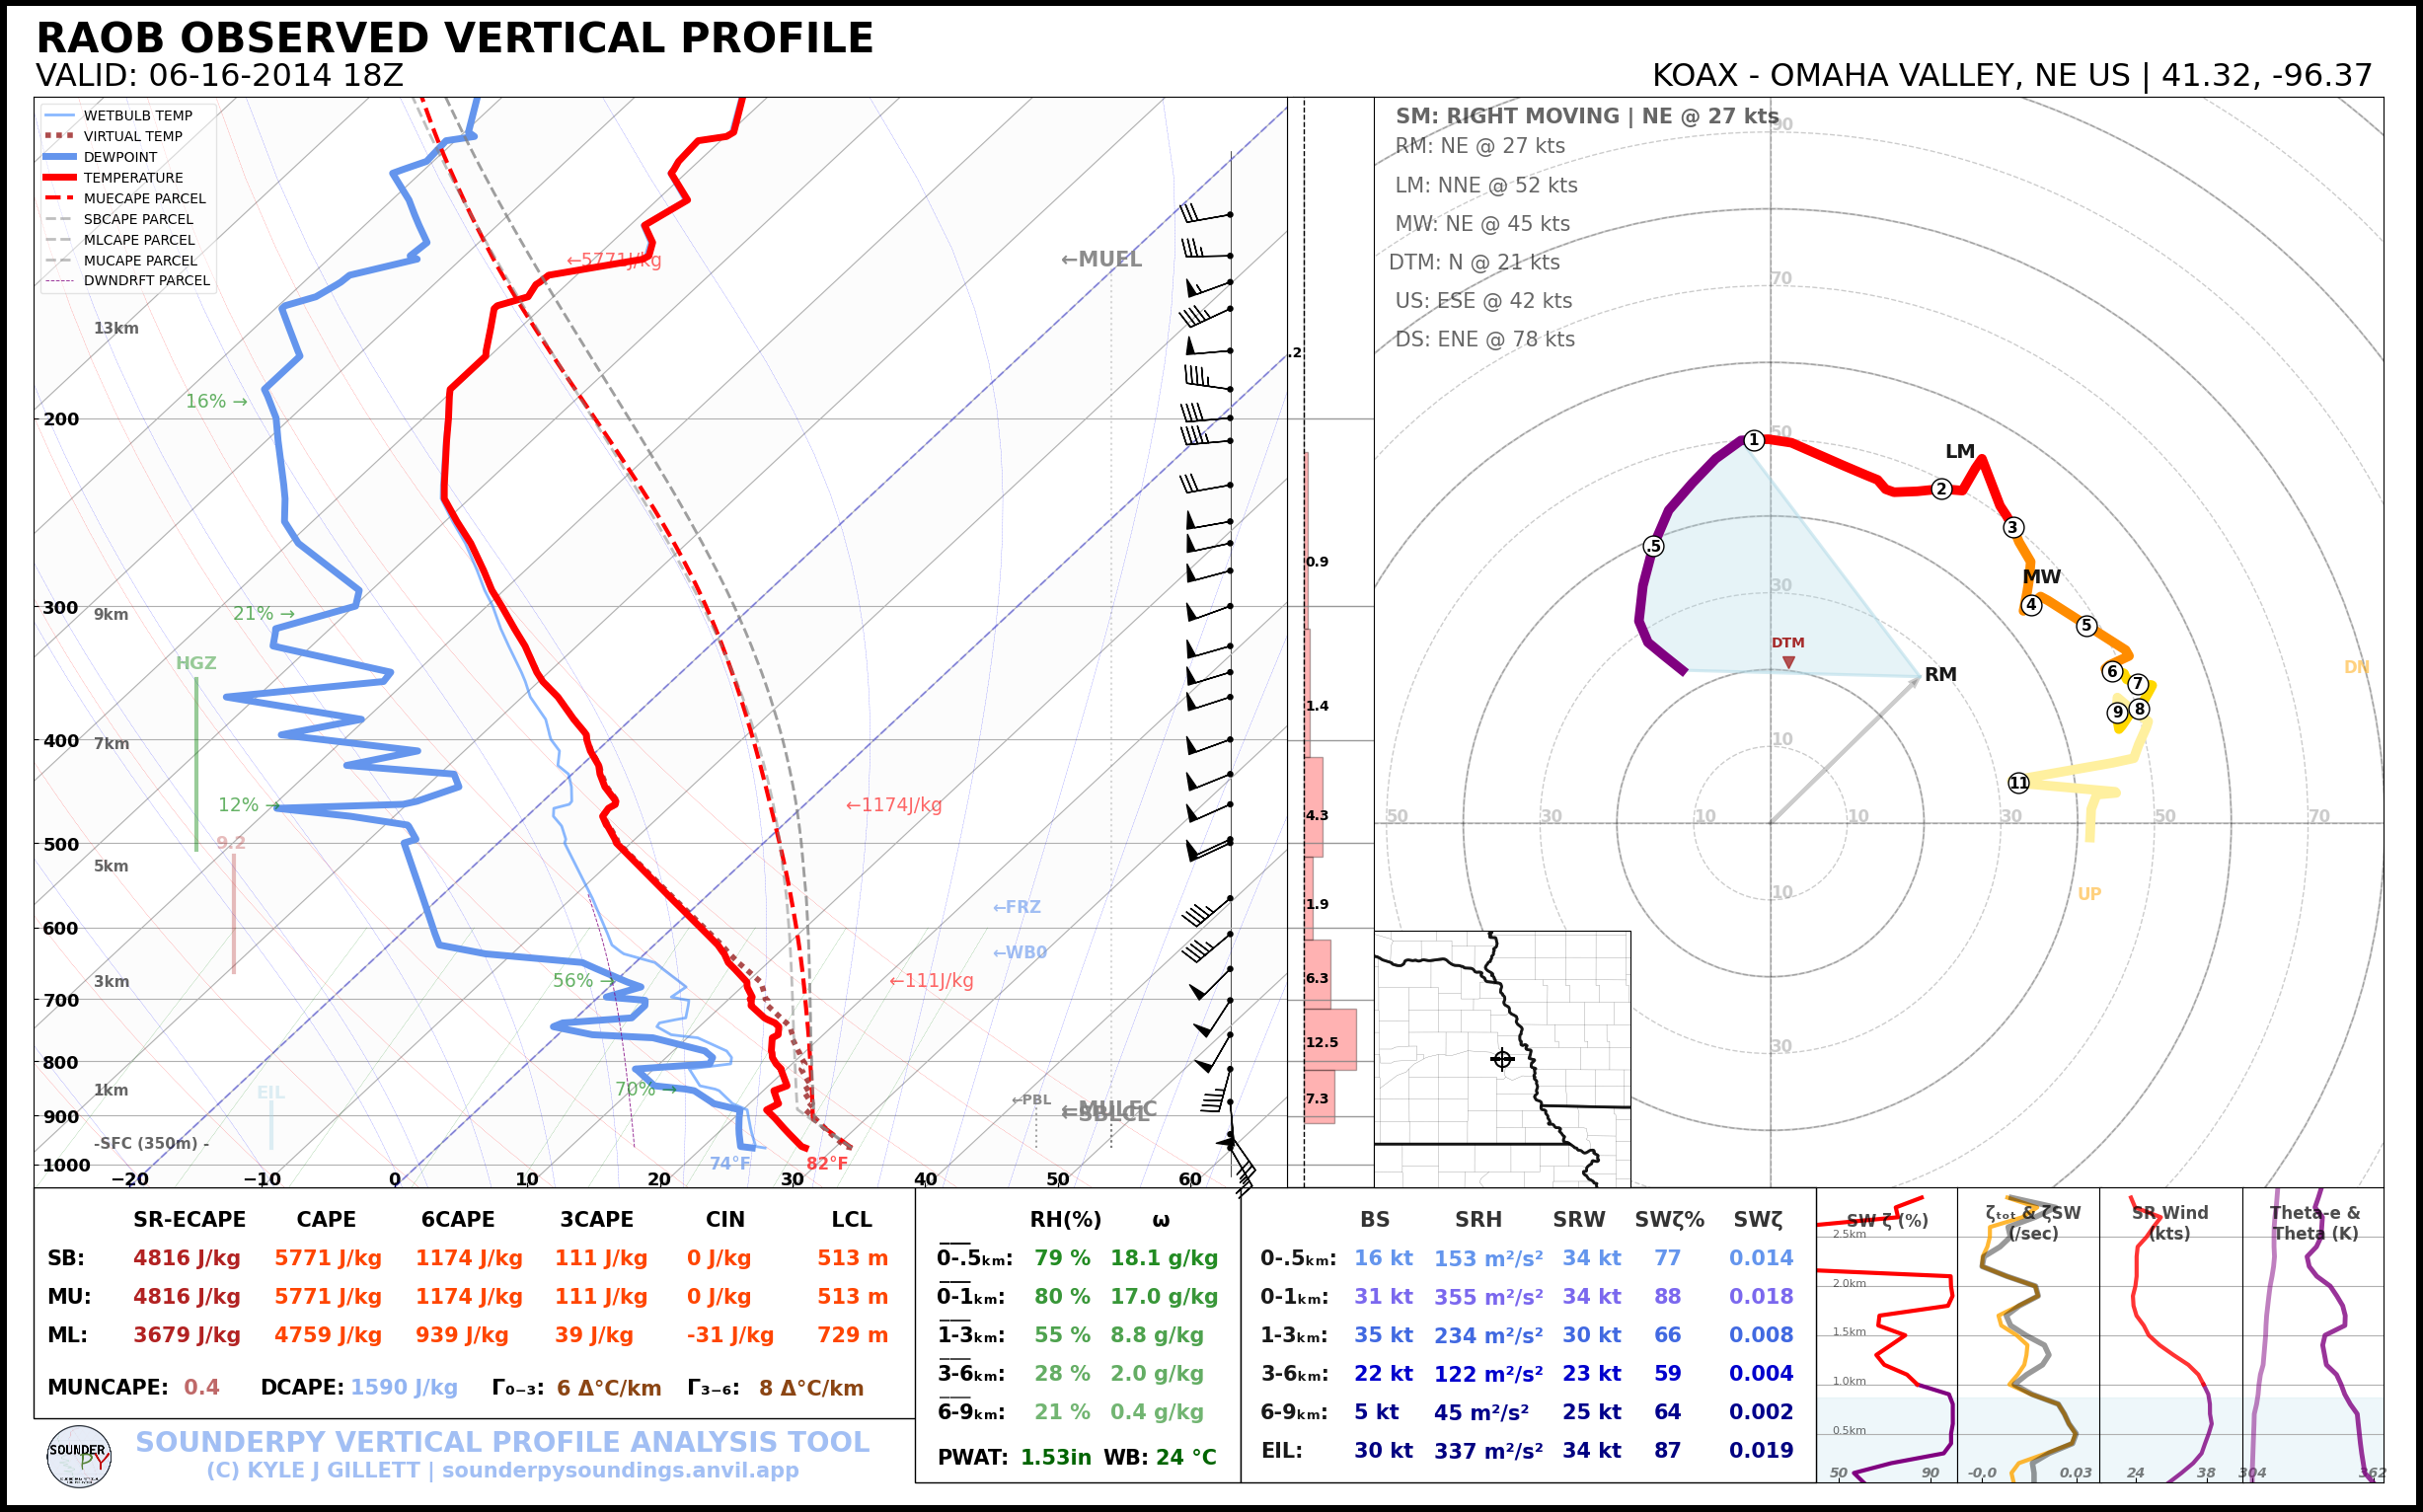 RAOB OBSERVED VERTICAL PROFILE
VALID: 06-16-2014 18Z
KOAX - OMAHA VALLEY, NE US | 41.32, -96.37
WETBULB TEMP
VIRTUAL TEMP
DEWPOINT
TEMPERATURE
MUECAPE PARCEL
SBCAPE PARCEL
MLCAPE PARCEL
MUCAPE PARCEL
DWNDRFT PARCEL
←5771J/kg
←MUEL
13km
16% →
200
21% →
9km
300
HGZ
7km
400
12% →
←1174J/kg
9.2
500
5km
←FRZ
600
←WB0
56% →
3km
←111J/kg
700
800
70% →
1km
EIL
←PBL
←MULFC
←SBLCL
900
-SFC (350m) -
74°F
82°F
1000
−20 −10 0 10 20 30 40 50 60
.2
0.9
1.4
4.3
1.9
6.3
12.5
7.3
SM: RIGHT MOVING | NE @ 27 kts
RM: NE @ 27 kts
LM: NNE @ 52 kts
MW: NE @ 45 kts
DTM: N @ 21 kts
US: ESE @ 42 kts
DS: ENE @ 78 kts
90
70
50
30
10
50 30 10 10 30 50 70
10
30
1
.5
LM
2
3
MW
4
5
6
7
8
9
11
DTM
RM
DN
UP
SR-ECAPE CAPE 6CAPE 3CAPE CIN LCL
SB: 4816 J/kg 5771 J/kg 1174 J/kg 111 J/kg 0 J/kg 513 m
MU: 4816 J/kg 5771 J/kg 1174 J/kg 111 J/kg 0 J/kg 513 m
ML: 3679 J/kg 4759 J/kg 939 J/kg 39 J/kg -31 J/kg 729 m
MUNCAPE: 0.4 DCAPE: 1590 J/kg Γ₀₋₃: 6 Δ°C/km Γ₃₋₆: 8 Δ°C/km
SOUNDERPY
SOUNDERPY VERTICAL PROFILE ANALYSIS TOOL
(C) KYLE J GILLETT | sounderpysoundings.anvil.app
RH(%) ω
0-.5ₖₘ: 79 % 18.1 g/kg
0-1ₖₘ: 80 % 17.0 g/kg
1-3ₖₘ: 55 % 8.8 g/kg
3-6ₖₘ: 28 % 2.0 g/kg
6-9ₖₘ: 21 % 0.4 g/kg
PWAT: 1.53in WB: 24 °C
BS SRH SRW SWζ% SWζ
0-.5ₖₘ: 16 kt 153 m²/s² 34 kt 77 0.014
0-1ₖₘ: 31 kt 355 m²/s² 34 kt 88 0.018
1-3ₖₘ: 35 kt 234 m²/s² 30 kt 66 0.008
3-6ₖₘ: 22 kt 122 m²/s² 23 kt 59 0.004
6-9ₖₘ: 5 kt 45 m²/s² 25 kt 64 0.002
EIL: 30 kt 337 m²/s² 34 kt 87 0.019
SW ζ (%)
2.5km
2.0km
1.5km
1.0km
0.5km
50 90
ζₜₒₜ & ζSW
(/sec)
-0.0 0.03
SR Wind
(kts)
24 38
Theta-e &
Theta (K)
304 362